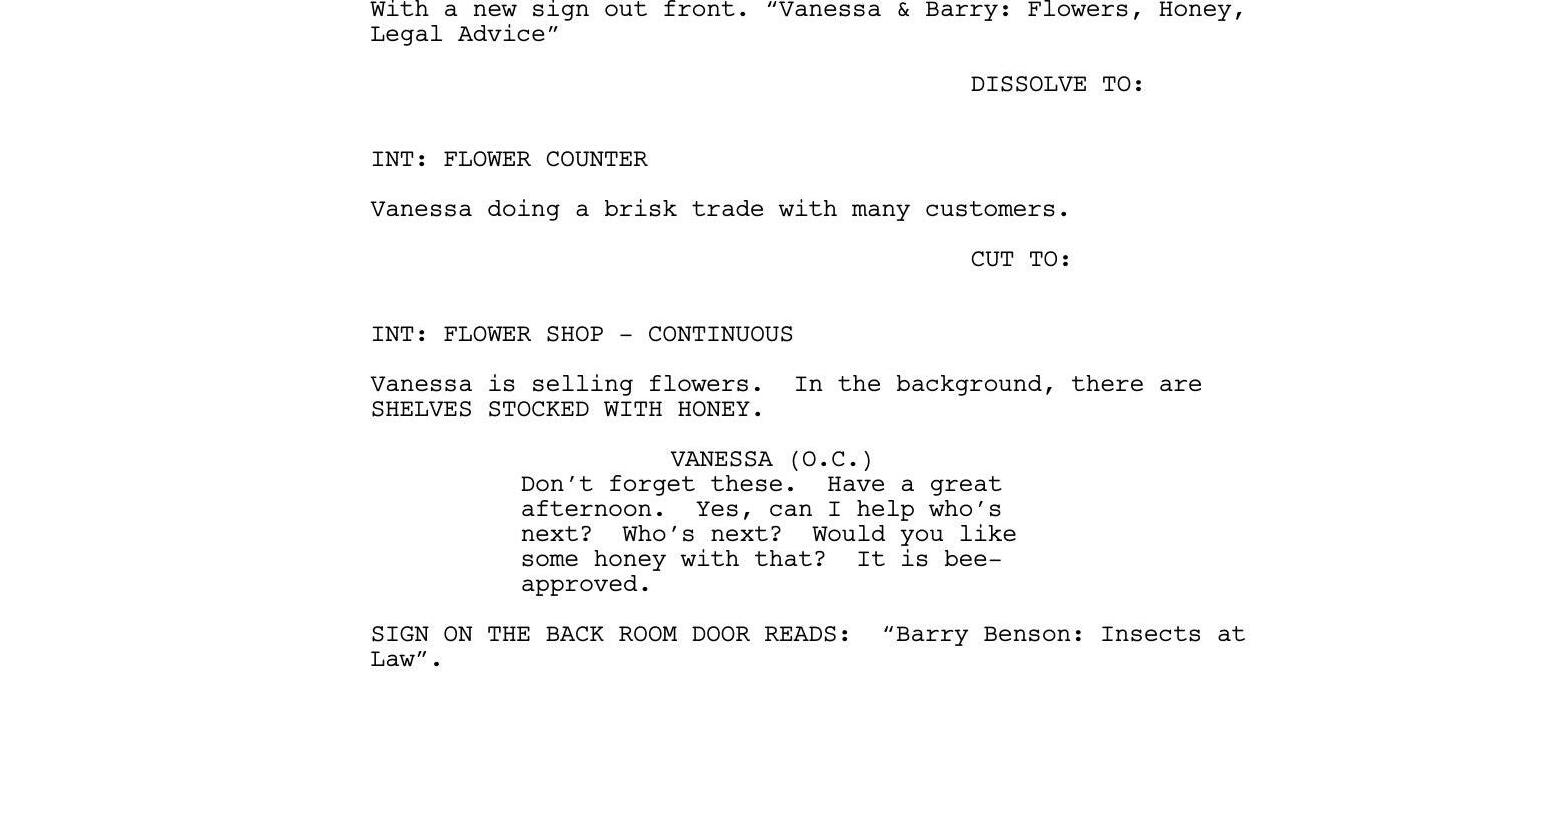 With a new sign out front. “Vanessa & Barry: Flowers, Honey,
Legal Advice”
DISSOLVE TO:
INT: FLOWER COUNTER
Vanessa doing a brisk trade with many customers.
CUT TO:
INT: FLOWER SHOP - CONTINUOUS
Vanessa is selling flowers.  In the background, there are
SHELVES STOCKED WITH HONEY.
VANESSA (O.C.)
Don’t forget these.  Have a great
afternoon.  Yes, can I help who’s
next?  Who’s next?  Would you like
some honey with that?  It is bee-
approved.
SIGN ON THE BACK ROOM DOOR READS:  “Barry Benson: Insects at
Law”.